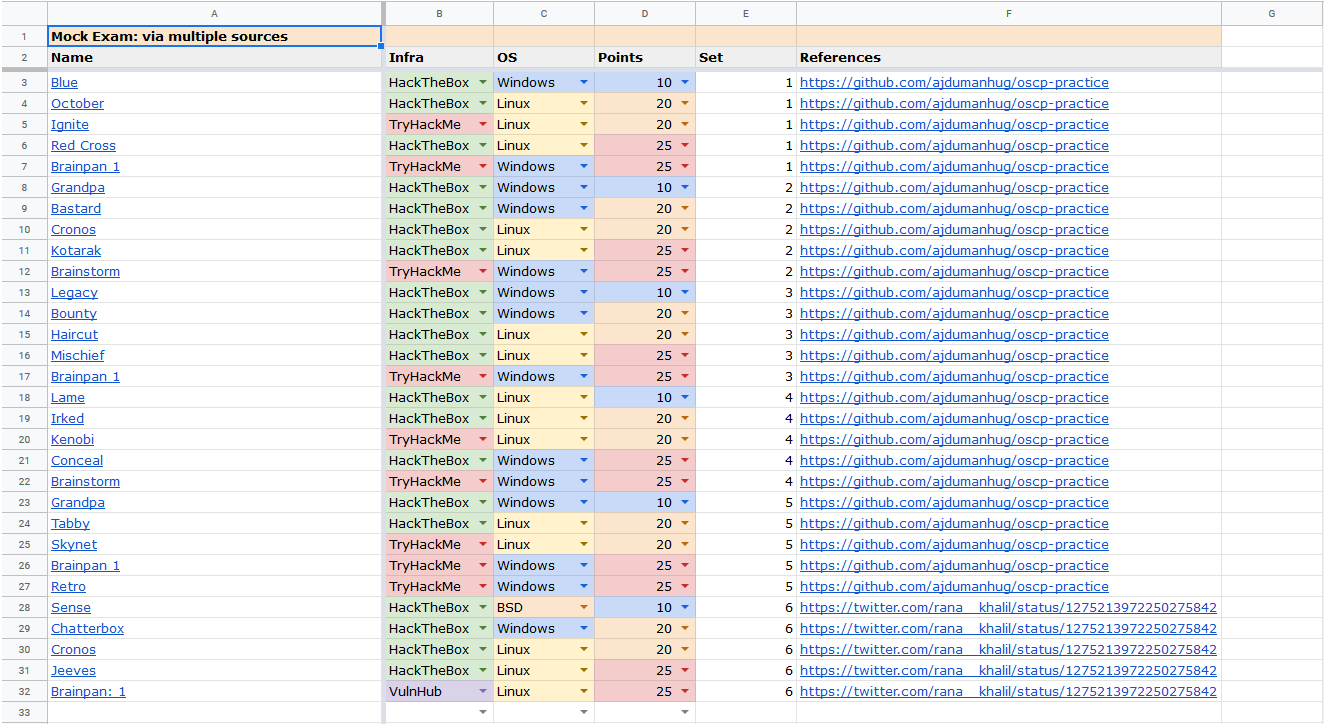 A B C D E F G
1 Mock Exam: via multiple sources
2 Name Infra OS Points Set References
3 Blue HackTheBox Windows 10 1 https://github.com/ajdumanhug/oscp-practice
4 October HackTheBox Linux 20 1 https://github.com/ajdumanhug/oscp-practice
5 Ignite TryHackMe Linux 20 1 https://github.com/ajdumanhug/oscp-practice
6 Red Cross HackTheBox Linux 25 1 https://github.com/ajdumanhug/oscp-practice
7 Brainpan 1 TryHackMe Windows 25 1 https://github.com/ajdumanhug/oscp-practice
8 Grandpa HackTheBox Windows 10 2 https://github.com/ajdumanhug/oscp-practice
9 Bastard HackTheBox Windows 20 2 https://github.com/ajdumanhug/oscp-practice
10 Cronos HackTheBox Linux 20 2 https://github.com/ajdumanhug/oscp-practice
11 Kotarak HackTheBox Linux 25 2 https://github.com/ajdumanhug/oscp-practice
12 Brainstorm TryHackMe Windows 25 2 https://github.com/ajdumanhug/oscp-practice
13 Legacy HackTheBox Windows 10 3 https://github.com/ajdumanhug/oscp-practice
14 Bounty HackTheBox Windows 20 3 https://github.com/ajdumanhug/oscp-practice
15 Haircut HackTheBox Linux 20 3 https://github.com/ajdumanhug/oscp-practice
16 Mischief HackTheBox Linux 25 3 https://github.com/ajdumanhug/oscp-practice
17 Brainpan 1 TryHackMe Windows 25 3 https://github.com/ajdumanhug/oscp-practice
18 Lame HackTheBox Linux 10 4 https://github.com/ajdumanhug/oscp-practice
19 Irked HackTheBox Linux 20 4 https://github.com/ajdumanhug/oscp-practice
20 Kenobi TryHackMe Linux 20 4 https://github.com/ajdumanhug/oscp-practice
21 Conceal HackTheBox Windows 25 4 https://github.com/ajdumanhug/oscp-practice
22 Brainstorm TryHackMe Windows 25 4 https://github.com/ajdumanhug/oscp-practice
23 Grandpa HackTheBox Windows 10 5 https://github.com/ajdumanhug/oscp-practice
24 Tabby HackTheBox Linux 20 5 https://github.com/ajdumanhug/oscp-practice
25 Skynet TryHackMe Linux 20 5 https://github.com/ajdumanhug/oscp-practice
26 Brainpan 1 TryHackMe Windows 25 5 https://github.com/ajdumanhug/oscp-practice
27 Retro TryHackMe Windows 25 5 https://github.com/ajdumanhug/oscp-practice
28 Sense HackTheBox BSD 10 6 https://twitter.com/rana__khalil/status/1275213972250275842
29 Chatterbox HackTheBox Windows 20 6 https://twitter.com/rana__khalil/status/1275213972250275842
30 Cronos HackTheBox Linux 20 6 https://twitter.com/rana__khalil/status/1275213972250275842
31 Jeeves HackTheBox Linux 25 6 https://twitter.com/rana__khalil/status/1275213972250275842
32 Brainpan: 1 VulnHub Linux 25 6 https://twitter.com/rana__khalil/status/1275213972250275842
33